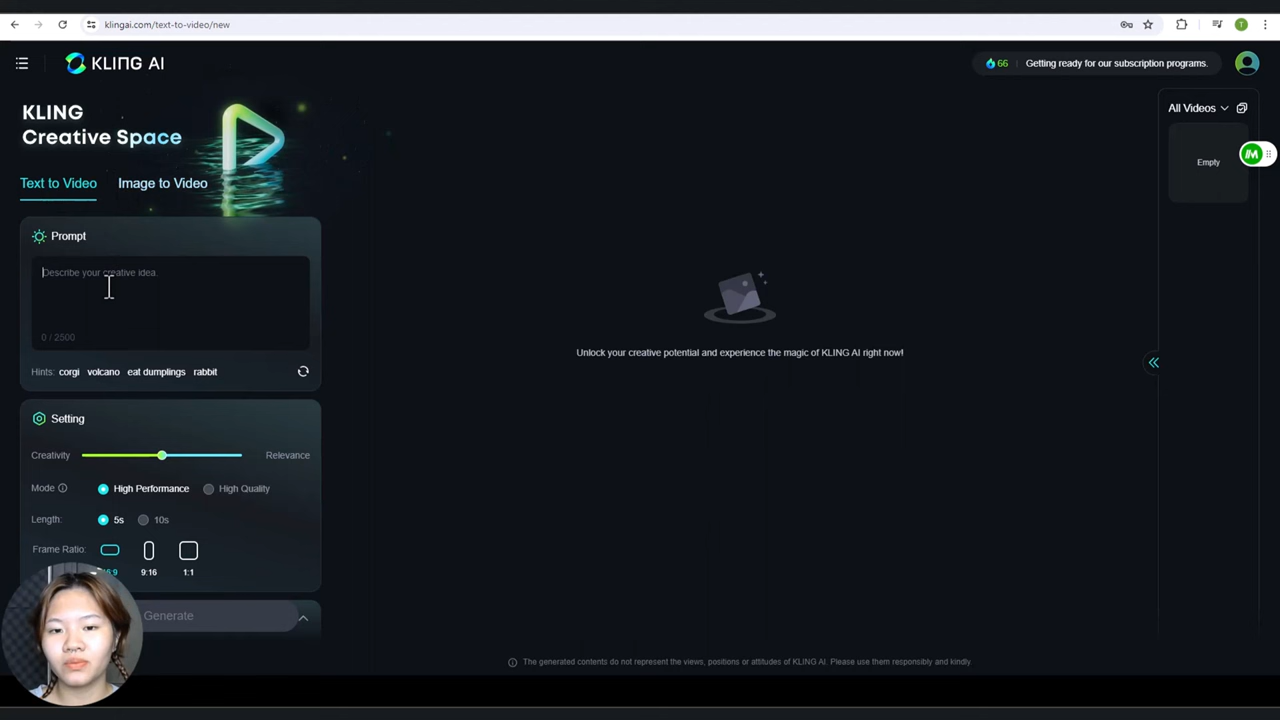 klingai.com/text-to-video/new
T
KLING AI
66
Getting ready for our subscription programs.
KLING
Creative Space
All Videos
Empty
Text to Video
Image to Video
Prompt
Describe your creative idea.
0 / 2500
Hints: corgi volcano eat dumplings rabbit
Unlock your creative potential and experience the magic of KLING AI right now!
Setting
Creativity
Relevance
Mode
High Performance
High Quality
Length:
5s
10s
Frame Ratio:
16:9
9:16
1:1
Generate
The generated contents do not represent the views, positions or attitudes of KLING AI. Please use them responsibly and kindly.